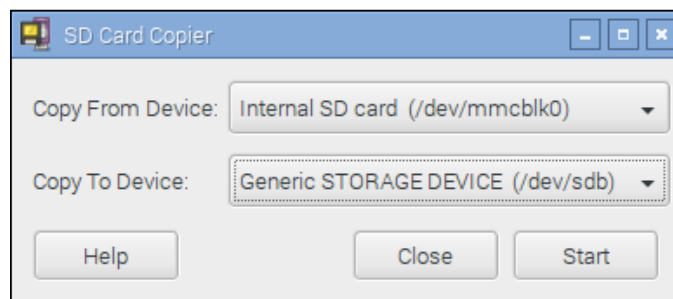 SD Card Copier
Copy From Device: Internal SD card (/dev/mmcblk0)
Copy To Device: Generic STORAGE DEVICE (/dev/sdb)
Help Close Start